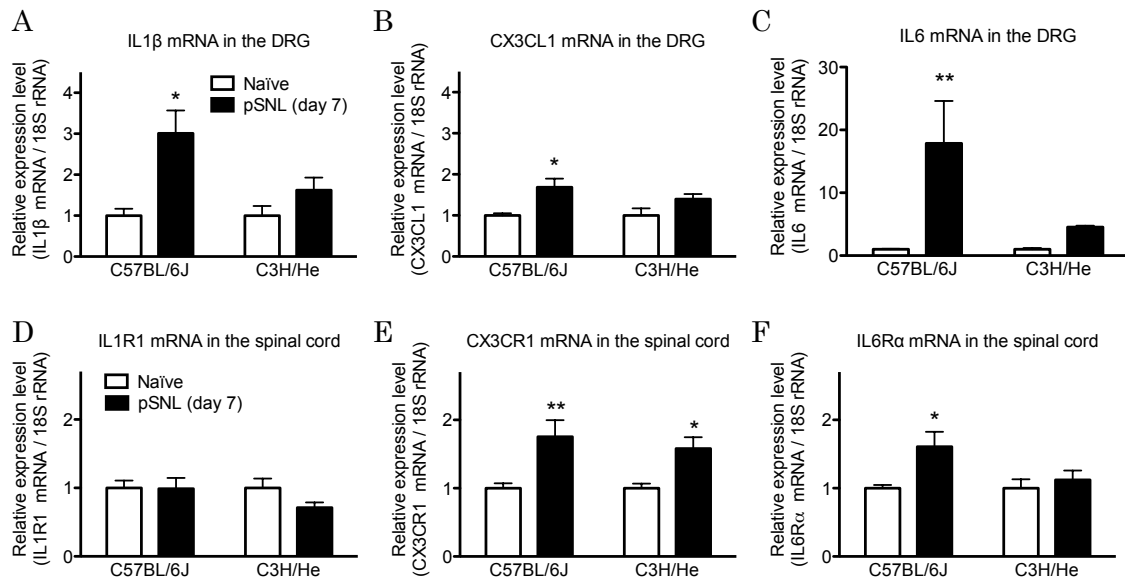 A
IL1β mRNA in the DRG
Relative expression level
(IL1β mRNA / 18S rRNA)
4
3
2
1
0
Naïve
pSNL (day 7)
*
C57BL/6J
C3H/He
B
CX3CL1 mRNA in the DRG
Relative expression level
(CX3CL1 mRNA / 18S rRNA)
4
3
2
1
0
*
C57BL/6J
C3H/He
C
IL6 mRNA in the DRG
Relative expression level
(IL6 mRNA / 18S rRNA)
30
20
10
0
**
C57BL/6J
C3H/He
D
IL1R1 mRNA in the spinal cord
Relative expression level
(IL1R1 mRNA / 18S rRNA)
2
1
0
Naïve
pSNL (day 7)
C57BL/6J
C3H/He
E
CX3CR1 mRNA in the spinal cord
Relative expression level
(CX3CR1 mRNA / 18S rRNA)
2
1
0
**
*
C57BL/6J
C3H/He
F
IL6Rα mRNA in the spinal cord
Relative expression level
(IL6Rα mRNA / 18S rRNA)
2
1
0
*
C57BL/6J
C3H/He